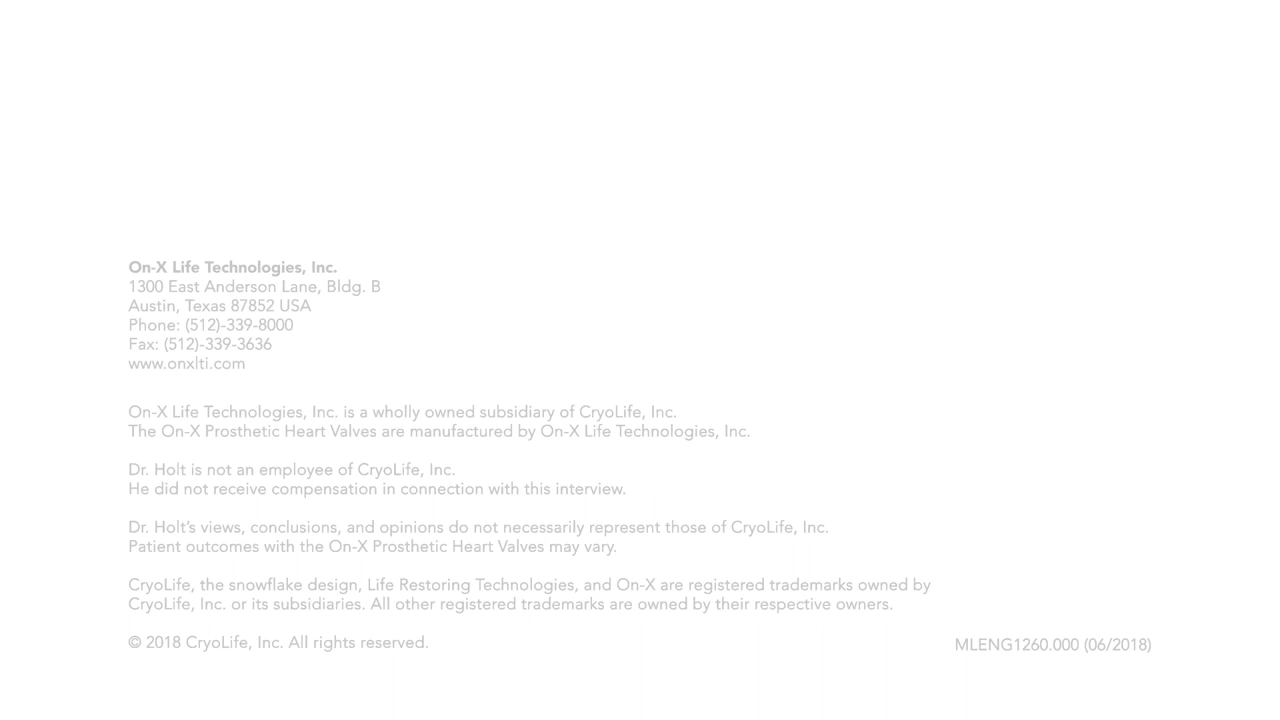 On-X Life Technologies, Inc.
1300 East Anderson Lane, Bldg. B
Austin, Texas 87852 USA
Phone: (512)-339-8000
Fax: (512)-339-3636
www.onxlti.com
On-X Life Technologies, Inc. is a wholly owned subsidiary of CryoLife, Inc.
The On-X Prosthetic Heart Valves are manufactured by On-X Life Technologies, Inc.
Dr. Holt is not an employee of CryoLife, Inc.
He did not receive compensation in connection with this interview.
Dr. Holt’s views, conclusions, and opinions do not necessarily represent those of CryoLife, Inc.
Patient outcomes with the On-X Prosthetic Heart Valves may vary.
CryoLife, the snowflake design, Life Restoring Technologies, and On-X are registered trademarks owned by
CryoLife, Inc. or its subsidiaries. All other registered trademarks are owned by their respective owners.
© 2018 CryoLife, Inc. All rights reserved.
MLENG1260.000 (06/2018)